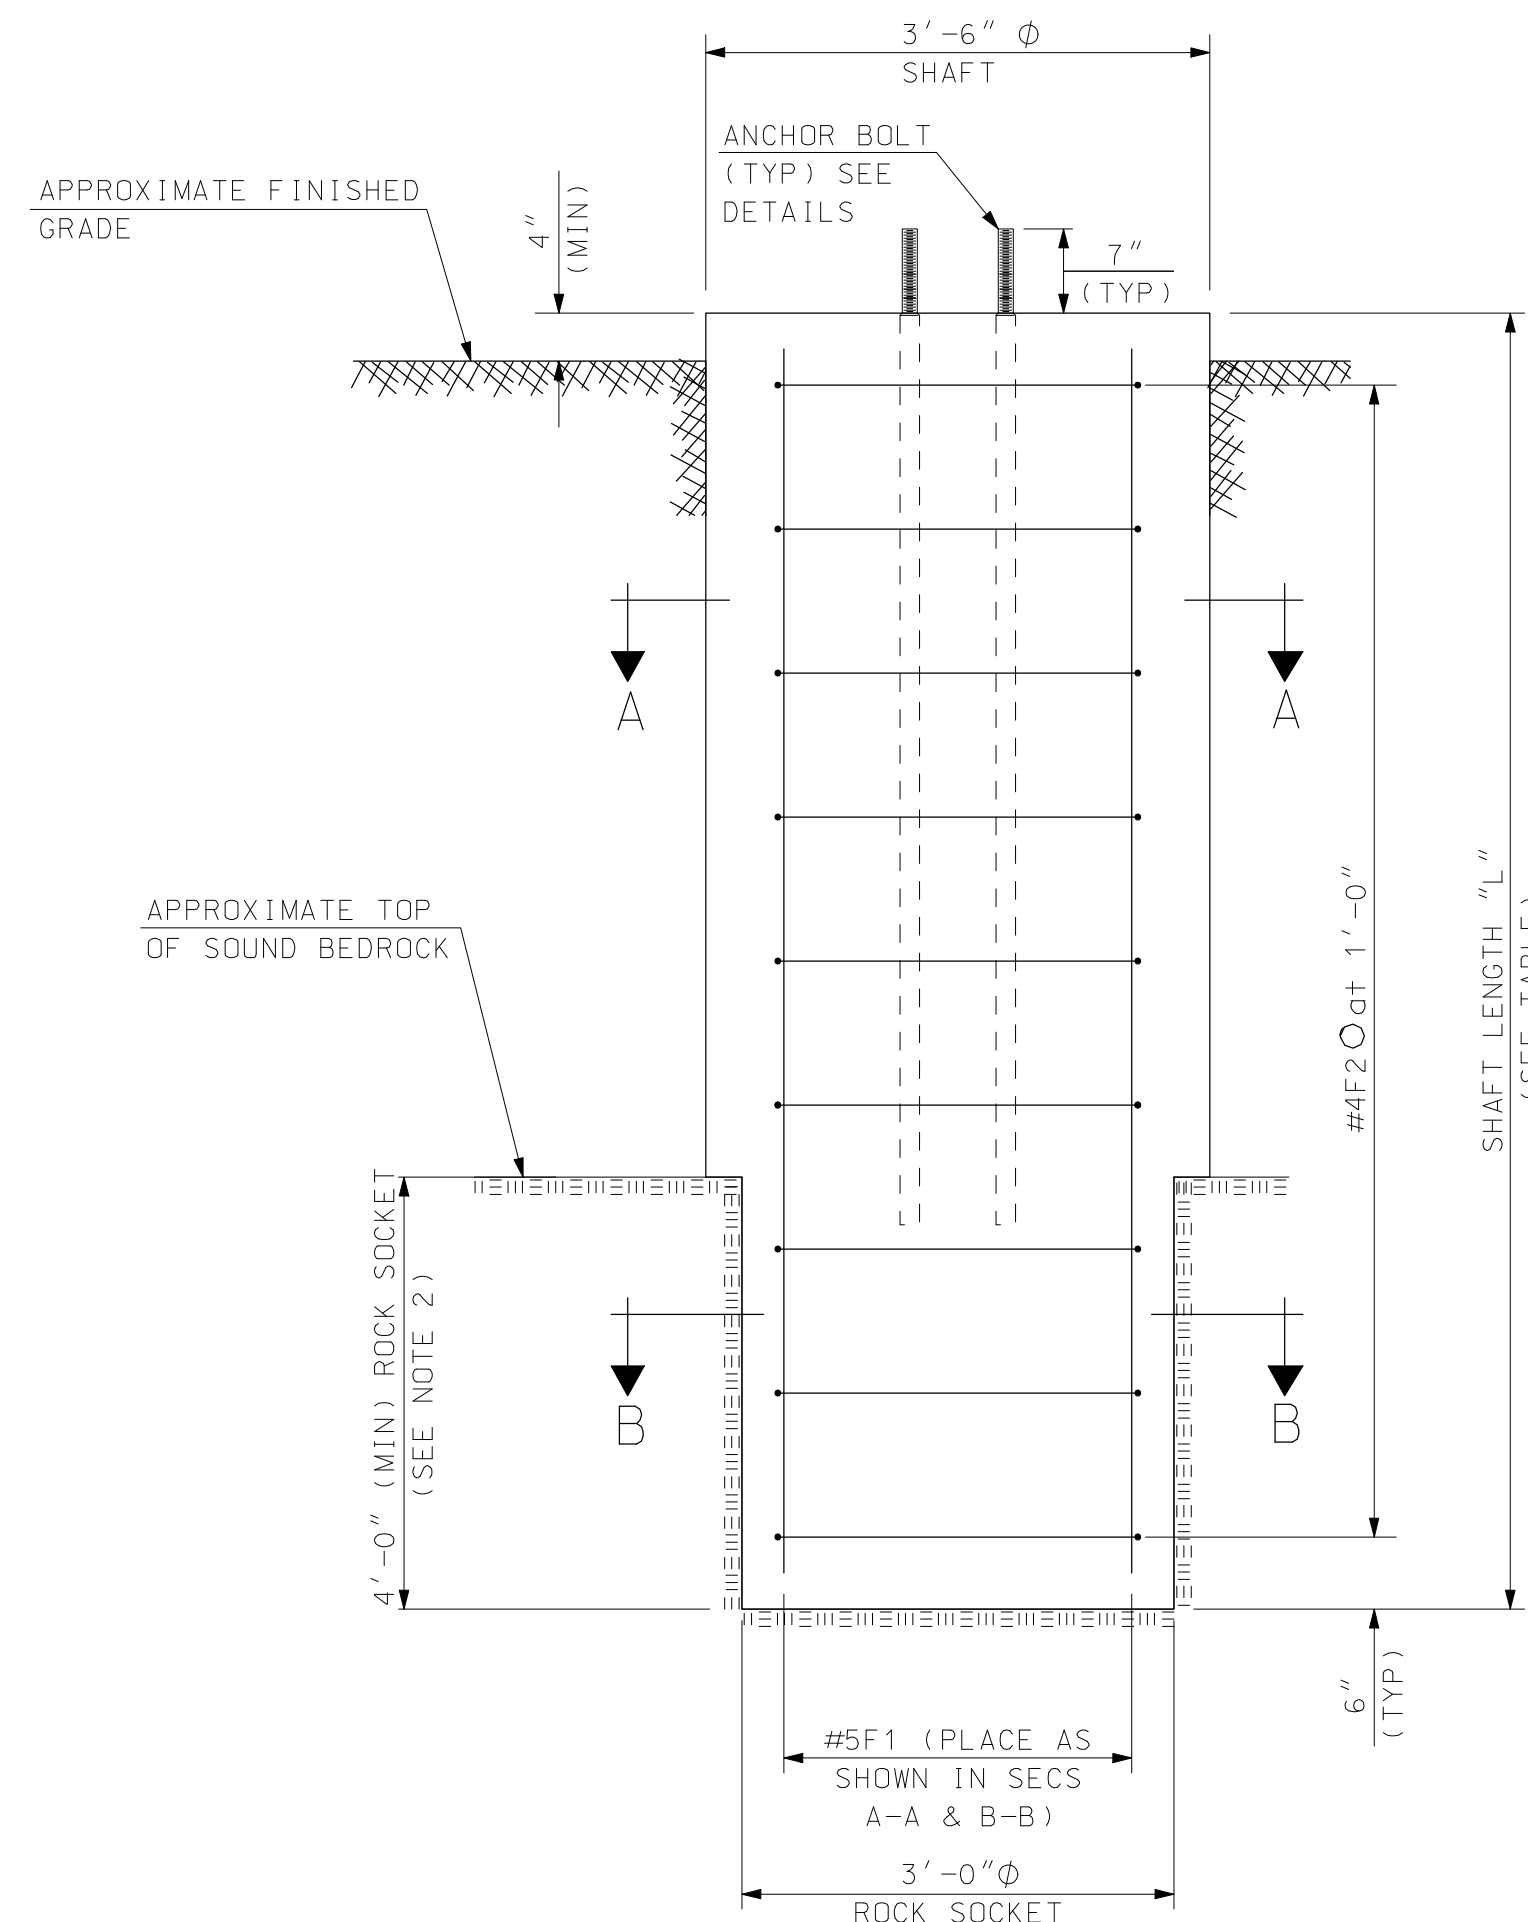 3'-6" ϕ
SHAFT
ANCHOR BOLT
(TYP) SEE
DETAILS
APPROXIMATE FINISHED
GRADE
4"
(MIN)
7"
(TYP)
A
A
APPROXIMATE TOP
OF SOUND BEDROCK
#4F2○at 1'-0"
SHAFT LENGTH "L"
(SEE TABLE)
4'-0" (MIN) ROCK SOCKET
(SEE NOTE 2)
B
B
6"
(TYP)
#5F1 (PLACE AS
SHOWN IN SECS
A-A & B-B)
3'-0"ϕ
ROCK SOCKET